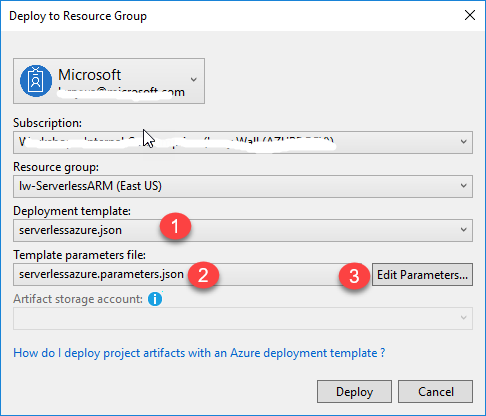 Deploy to Resource Group
Microsoft
@microsoft.com
Subscription:
Resource group:
lw-ServerlessARM (East US)
Deployment template:
serverlessazure.json
1
Template parameters file:
serverlessazure.parameters.json
2
3
Edit Parameters...
Artifact storage account:
How do I deploy project artifacts with an Azure deployment template ?
Deploy
Cancel